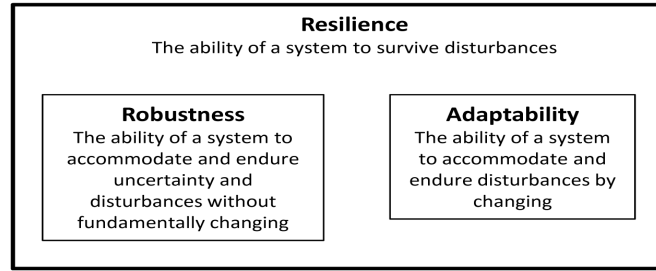 Resilience
The ability of a system to survive disturbances
Robustness
The ability of a system to
accommodate and endure
uncertainty and
disturbances without
fundamentally changing
Adaptability
The ability of a system
to accommodate and
endure disturbances by
changing